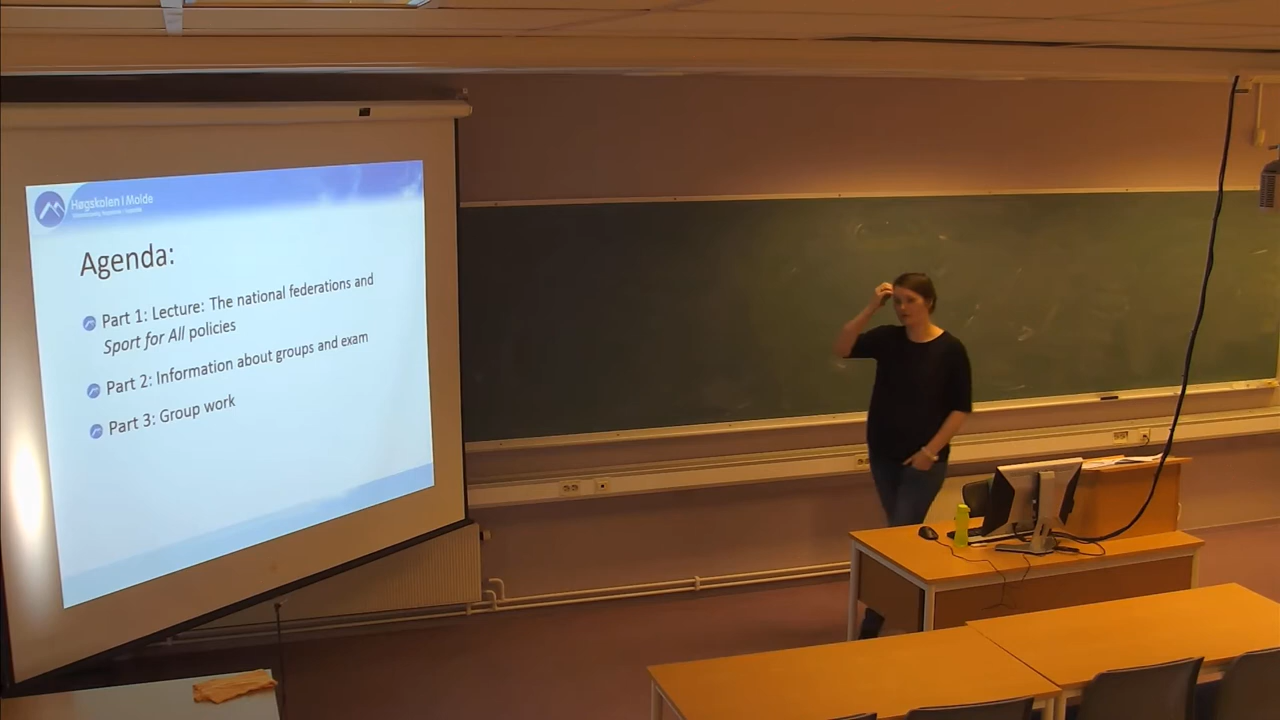 Høgskolen i Molde
Agenda:
Part 1: Lecture: The national federations and
Sport for All policies
Part 2: Information about groups and exam
Part 3: Group work